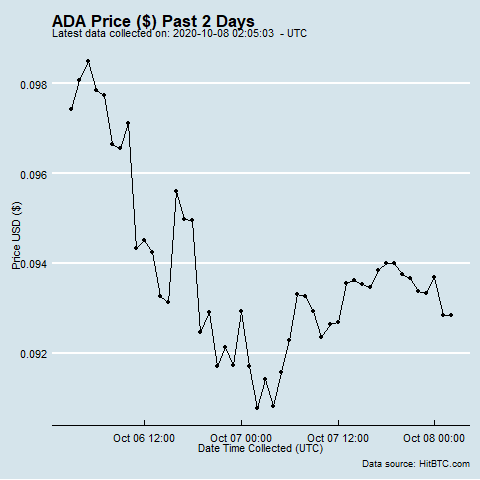 ADA Price ($) Past 2 Days
Latest data collected on: 2020-10-08 02:05:03  - UTC
0.098
0.096
0.094
0.092
Price USD ($)
Oct 06 12:00
Oct 07 00:00
Oct 07 12:00
Oct 08 00:00
Date Time Collected (UTC)
Data source: HitBTC.com